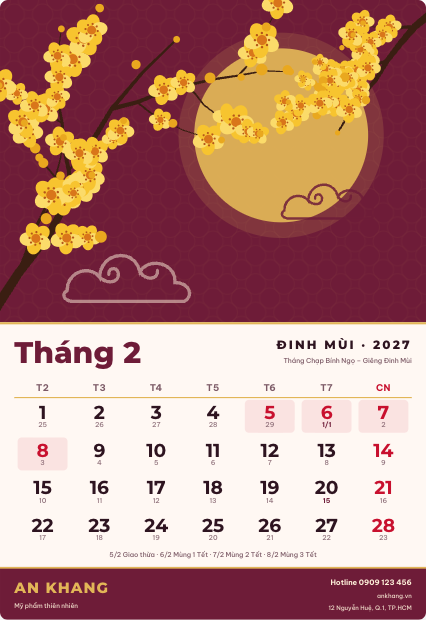 Tháng 2
ĐINH MÙI · 2027
Tháng Chạp Bính Ngọ – Giêng Đinh Mùi
T2 T3 T4 T5 T6 T7 CN
1 2 3 4 5 6 7
25 26 27 28 29 1/1 2
8 9 10 11 12 13 14
3 4 5 6 7 8 9
15 16 17 18 19 20 21
10 11 12 13 14 15 16
22 23 24 25 26 27 28
17 18 19 20 21 22 23
5/2 Giao thừa · 6/2 Mùng 1 Tết · 7/2 Mùng 2 Tết · 8/2 Mùng 3 Tết
AN KHANG
Mỹ phẩm thiên nhiên
Hotline 0909 123 456
ankhang.vn
12 Nguyễn Huệ, Q.1, TP.HCM